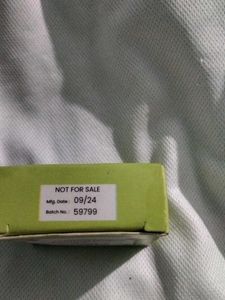 NOT FOR SALE
Mfg. Date : 09/24
Batch No. : 59799